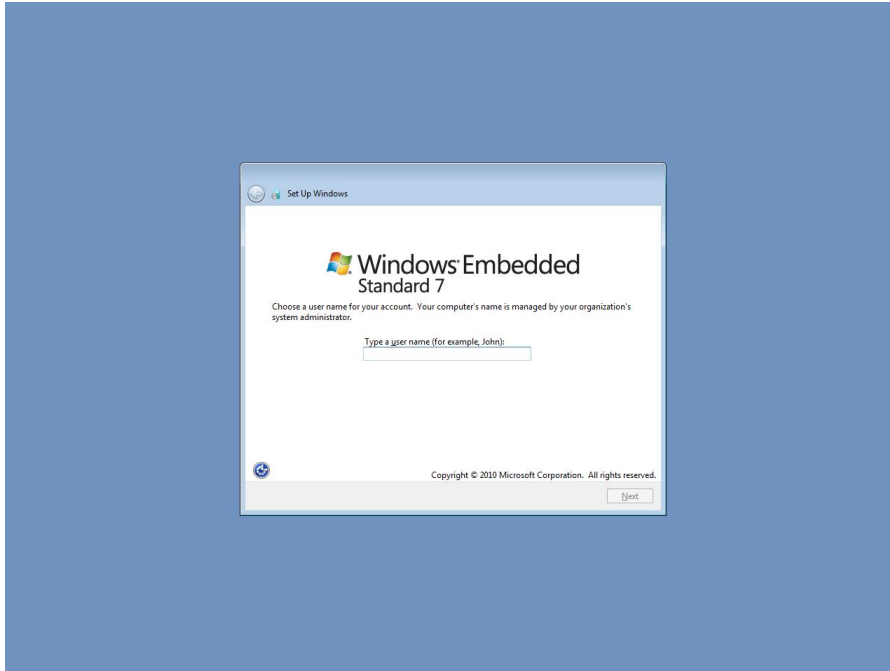 Set Up Windows
Windows Embedded
Standard 7
Choose a user name for your account.  Your computer's name is managed by your organization's
system administrator.
Type a user name (for example, John):
Copyright © 2010 Microsoft Corporation.  All rights reserved.
Next